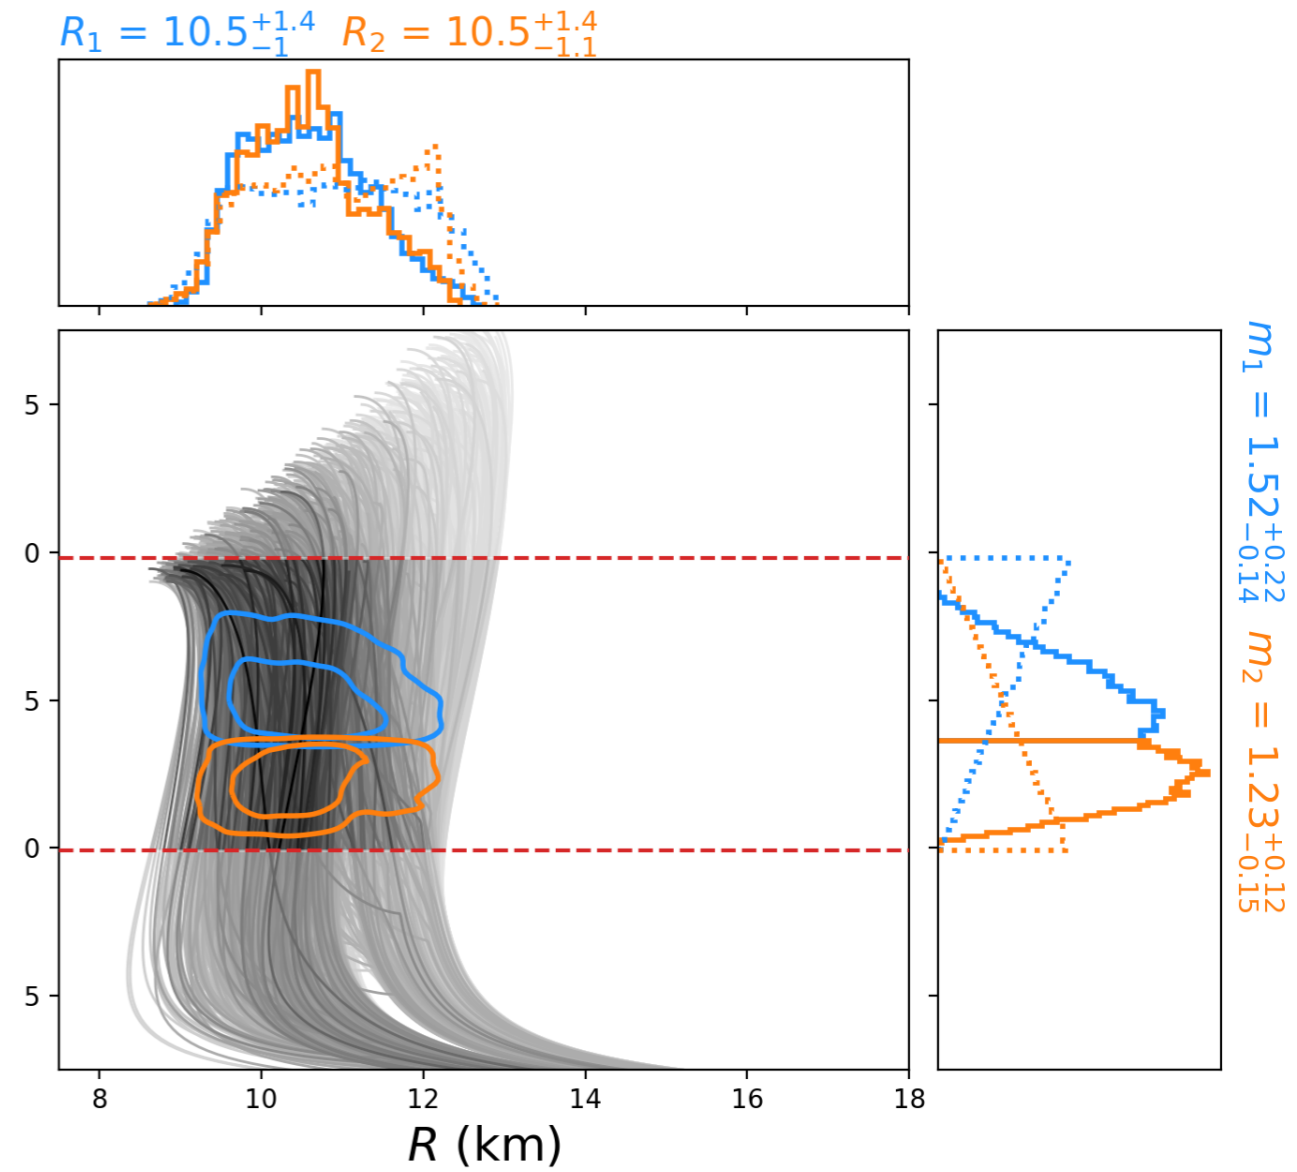 R₁ = 10.5⁺¹·⁴₋₁ R₂ = 10.5⁺¹·⁴₋₁.₁
5
0
5
0
5
8 10 12 14 16 18
R (km)
m₁ = 1.52⁺⁰·²²₋₀.₁₄ m₂ = 1.23⁺⁰·¹²₋₀.₁₅